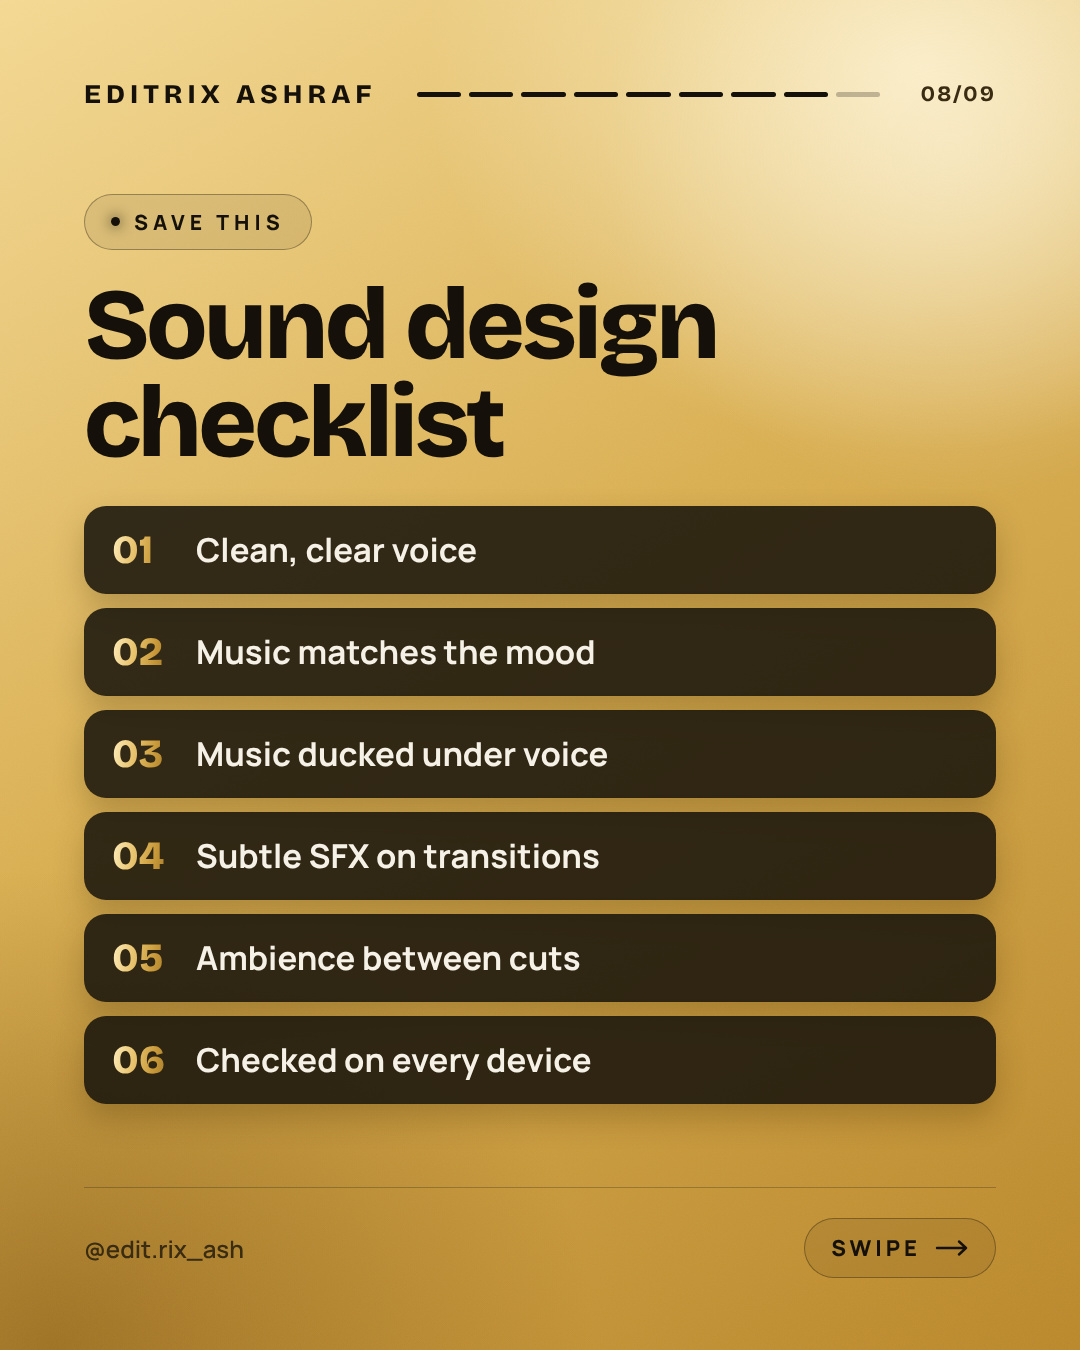 EDITRIX ASHRAF
08/09
SAVE THIS
Sound design
checklist
01 Clean, clear voice
02 Music matches the mood
03 Music ducked under voice
04 Subtle SFX on transitions
05 Ambience between cuts
06 Checked on every device
@edit.rix_ash
SWIPE →